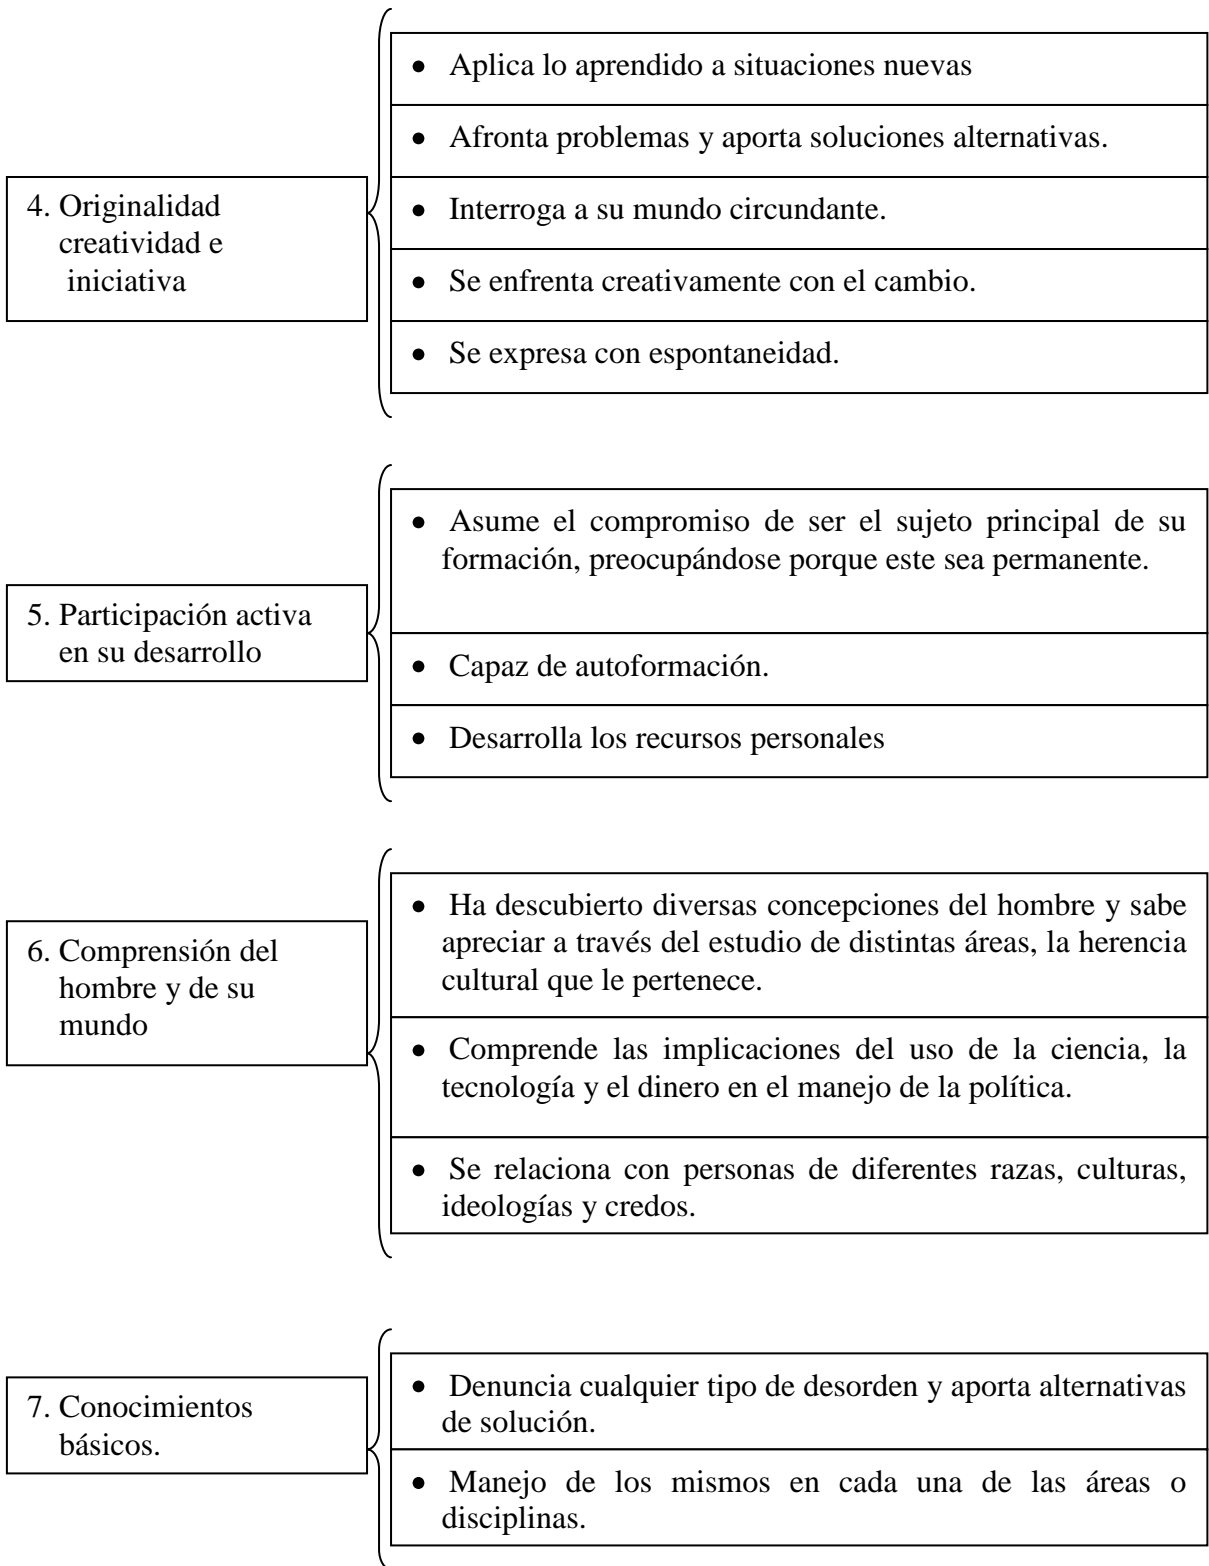 4. Originalidad
creatividad e
iniciativa
• Aplica lo aprendido a situaciones nuevas
• Afronta problemas y aporta soluciones alternativas.
• Interroga a su mundo circundante.
• Se enfrenta creativamente con el cambio.
• Se expresa con espontaneidad.
5. Participación activa
en su desarrollo
• Asume el compromiso de ser el sujeto principal de su
formación, preocupándose porque este sea permanente.
• Capaz de autoformación.
• Desarrolla los recursos personales
6. Comprensión del
hombre y de su
mundo
• Ha descubierto diversas concepciones del hombre y sabe
apreciar a través del estudio de distintas áreas, la herencia
cultural que le pertenece.
• Comprende las implicaciones del uso de la ciencia, la
tecnología y el dinero en el manejo de la política.
• Se relaciona con personas de diferentes razas, culturas,
ideologías y credos.
7. Conocimientos
básicos.
• Denuncia cualquier tipo de desorden y aporta alternativas
de solución.
• Manejo de los mismos en cada una de las áreas o
disciplinas.